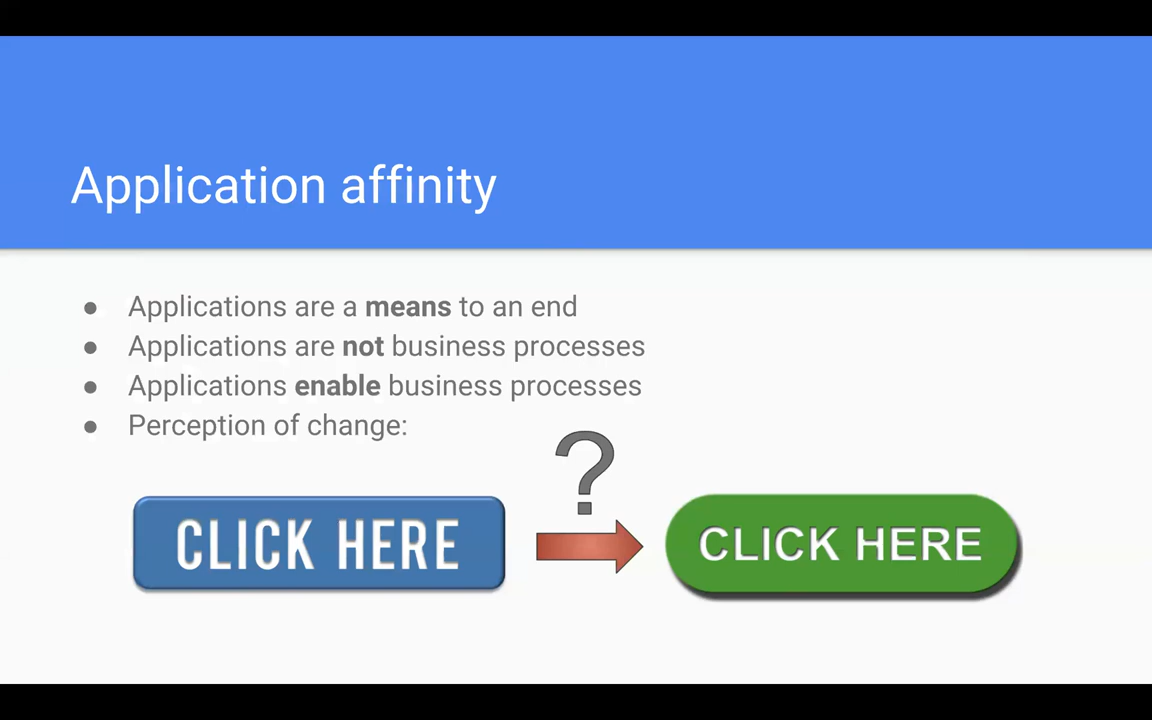 Application affinity
● Applications are a means to an end
● Applications are not business processes
● Applications enable business processes
● Perception of change:
?
CLICK HERE
CLICK HERE